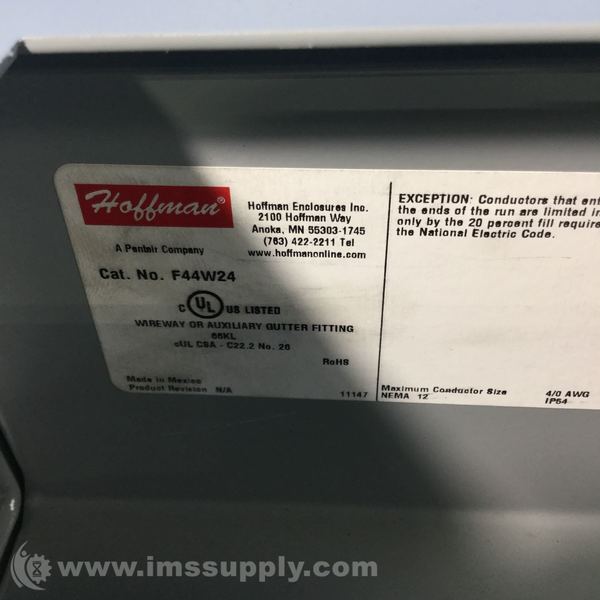 Hoffman®
A Pentair Company
Hoffman Enclosures Inc.
2100 Hoffman Way
Anoka, MN 55303-1745
(763) 422-2211 Tel
www.hoffmanonline.com
Cat. No. F44W24
C UL US LISTED
WIREWAY OR AUXILIARY GUTTER FITTING
66KL
cUL CSA - C22.2 No. 26
RoHS
Made in Mexico
Product Revision N/A
11147
EXCEPTION: Conductors that ent
the ends of the run are limited in
only by the 20 percent fill require
the National Electric Code.
Maximum Conductor Size 4/0 AWG
NEMA 12 IP54
www.imssupply.com